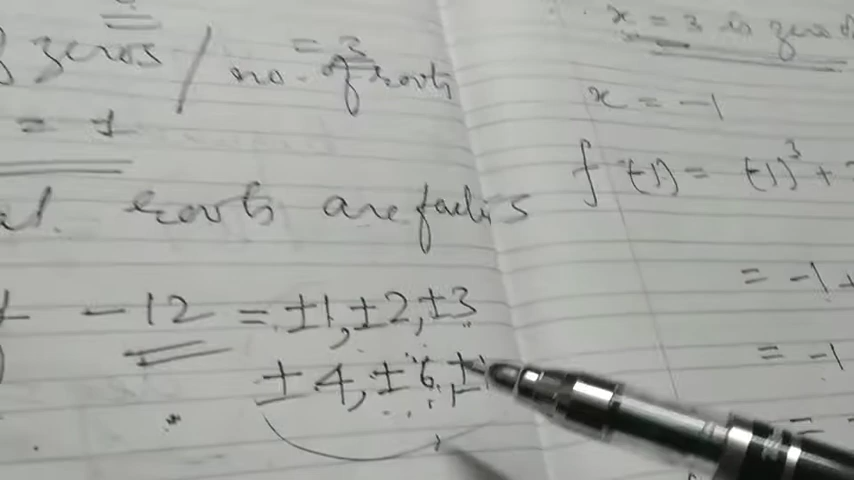 zeros / no. of roots = 3
= 1
roots are factors
-12 = ±1, ±2, ±3
±4, ±6, ±
x = 3 is zero of
x = -1
f(-1) = (-1)³ +
= -1 +
= -1
=